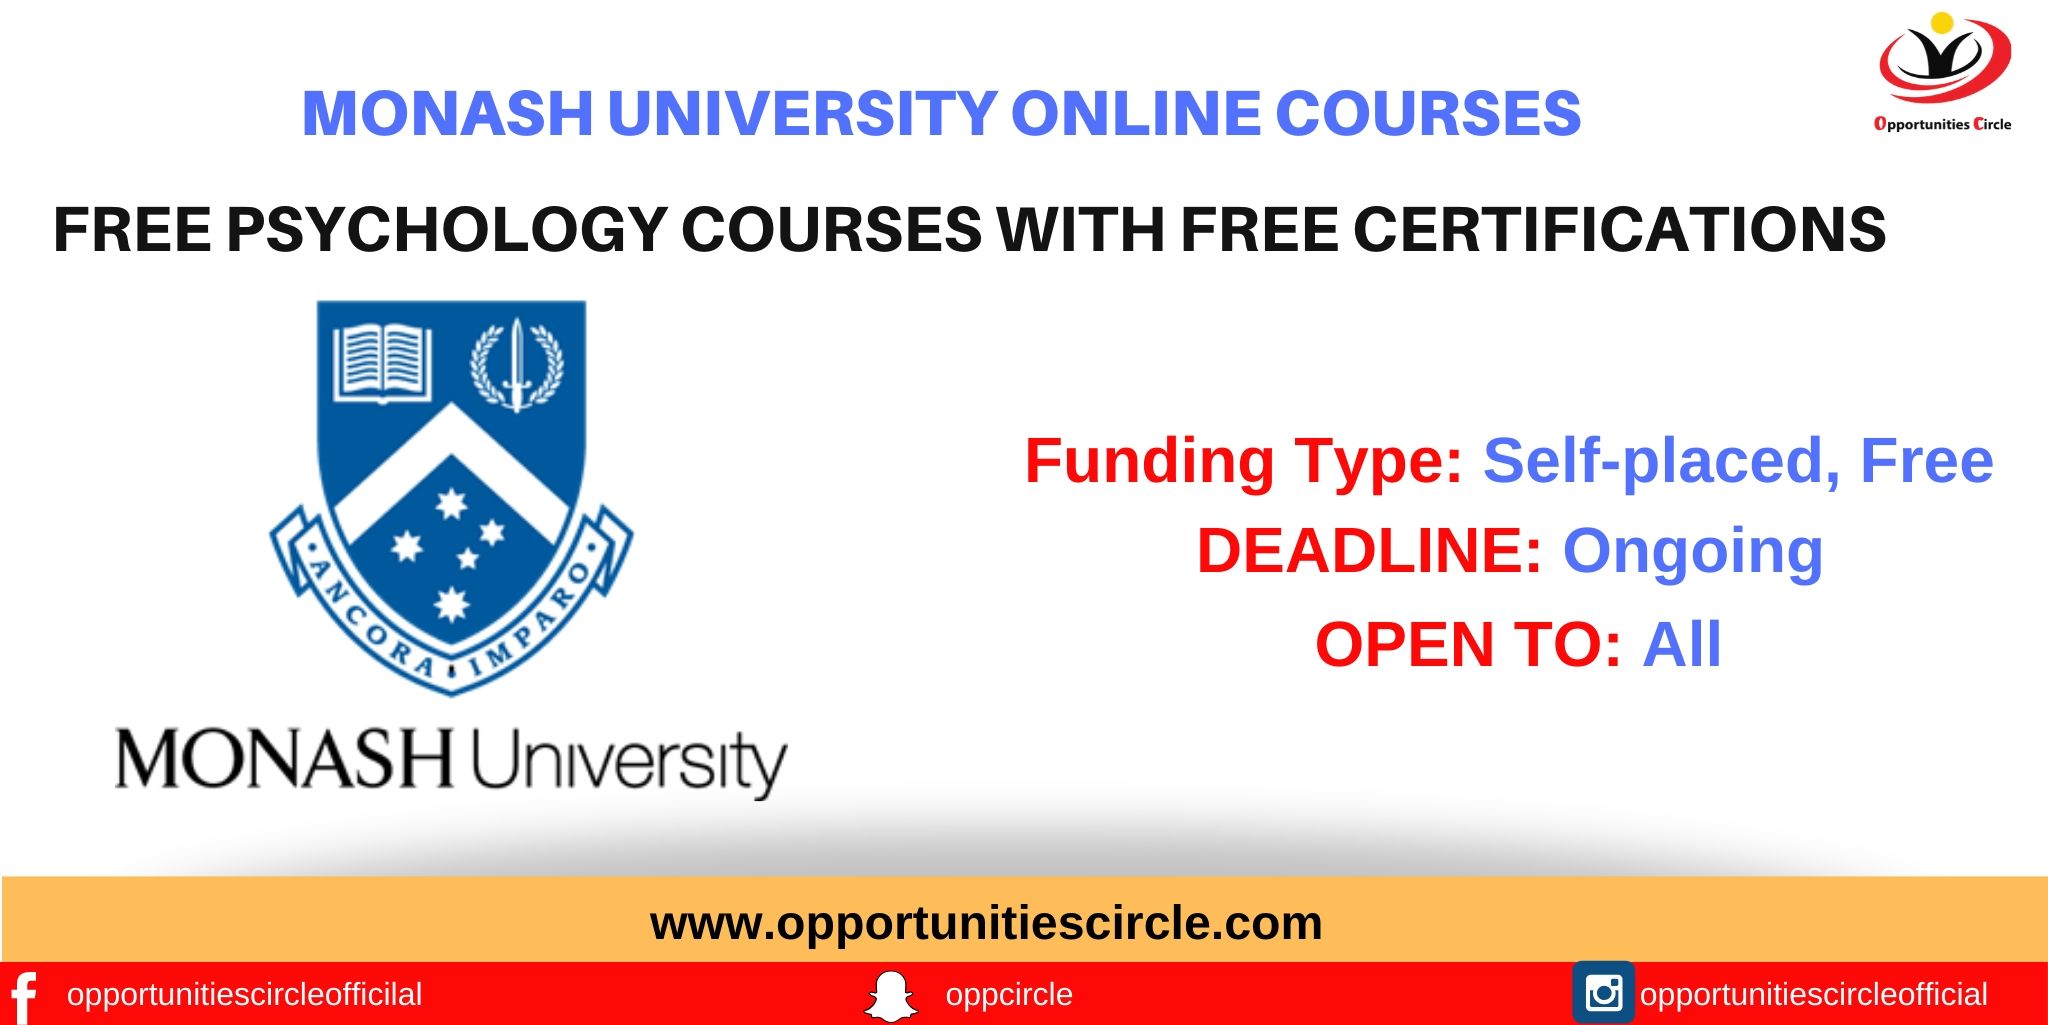 Opportunities Circle
MONASH UNIVERSITY ONLINE COURSES
FREE PSYCHOLOGY COURSES WITH FREE CERTIFICATIONS
ANCORA IMPARO
MONASH University
Funding Type: Self-placed, Free
DEADLINE: Ongoing
OPEN TO: All
www.opportunitiescircle.com
opportunitiescircleofficilal
oppcircle
opportunitiescircleofficial